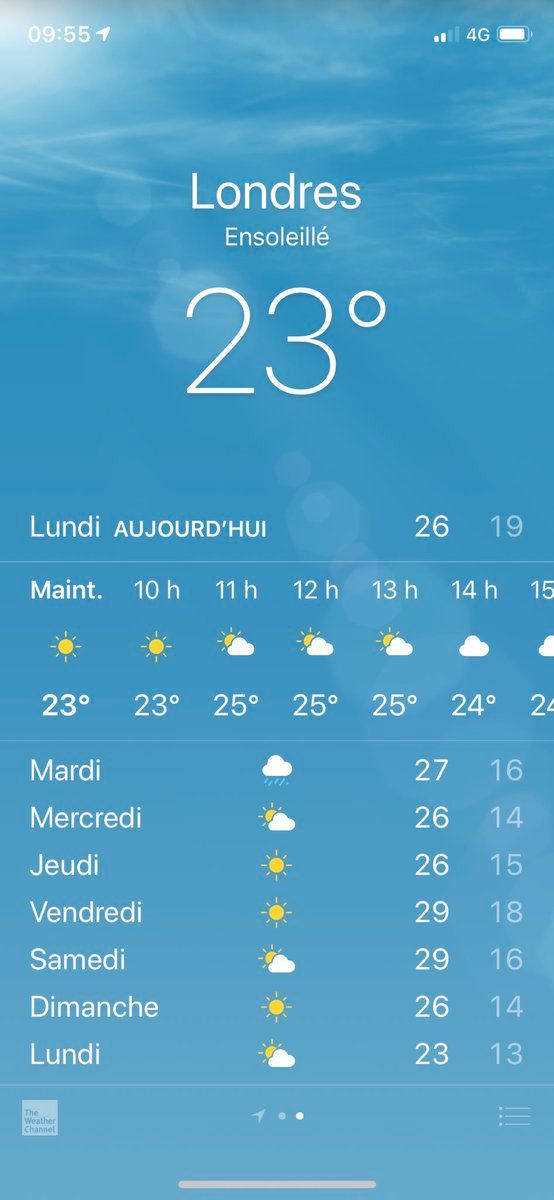 09:55
4G
Londres
Ensoleillé
23°
Lundi AUJOURD'HUI 26 19
Maint. 10 h 11 h 12 h 13 h 14 h 15
23° 23° 25° 25° 25° 24° 24
Mardi 27 16
Mercredi 26 14
Jeudi 26 15
Vendredi 29 18
Samedi 29 16
Dimanche 26 14
Lundi 23 13
The
Weather
Channel